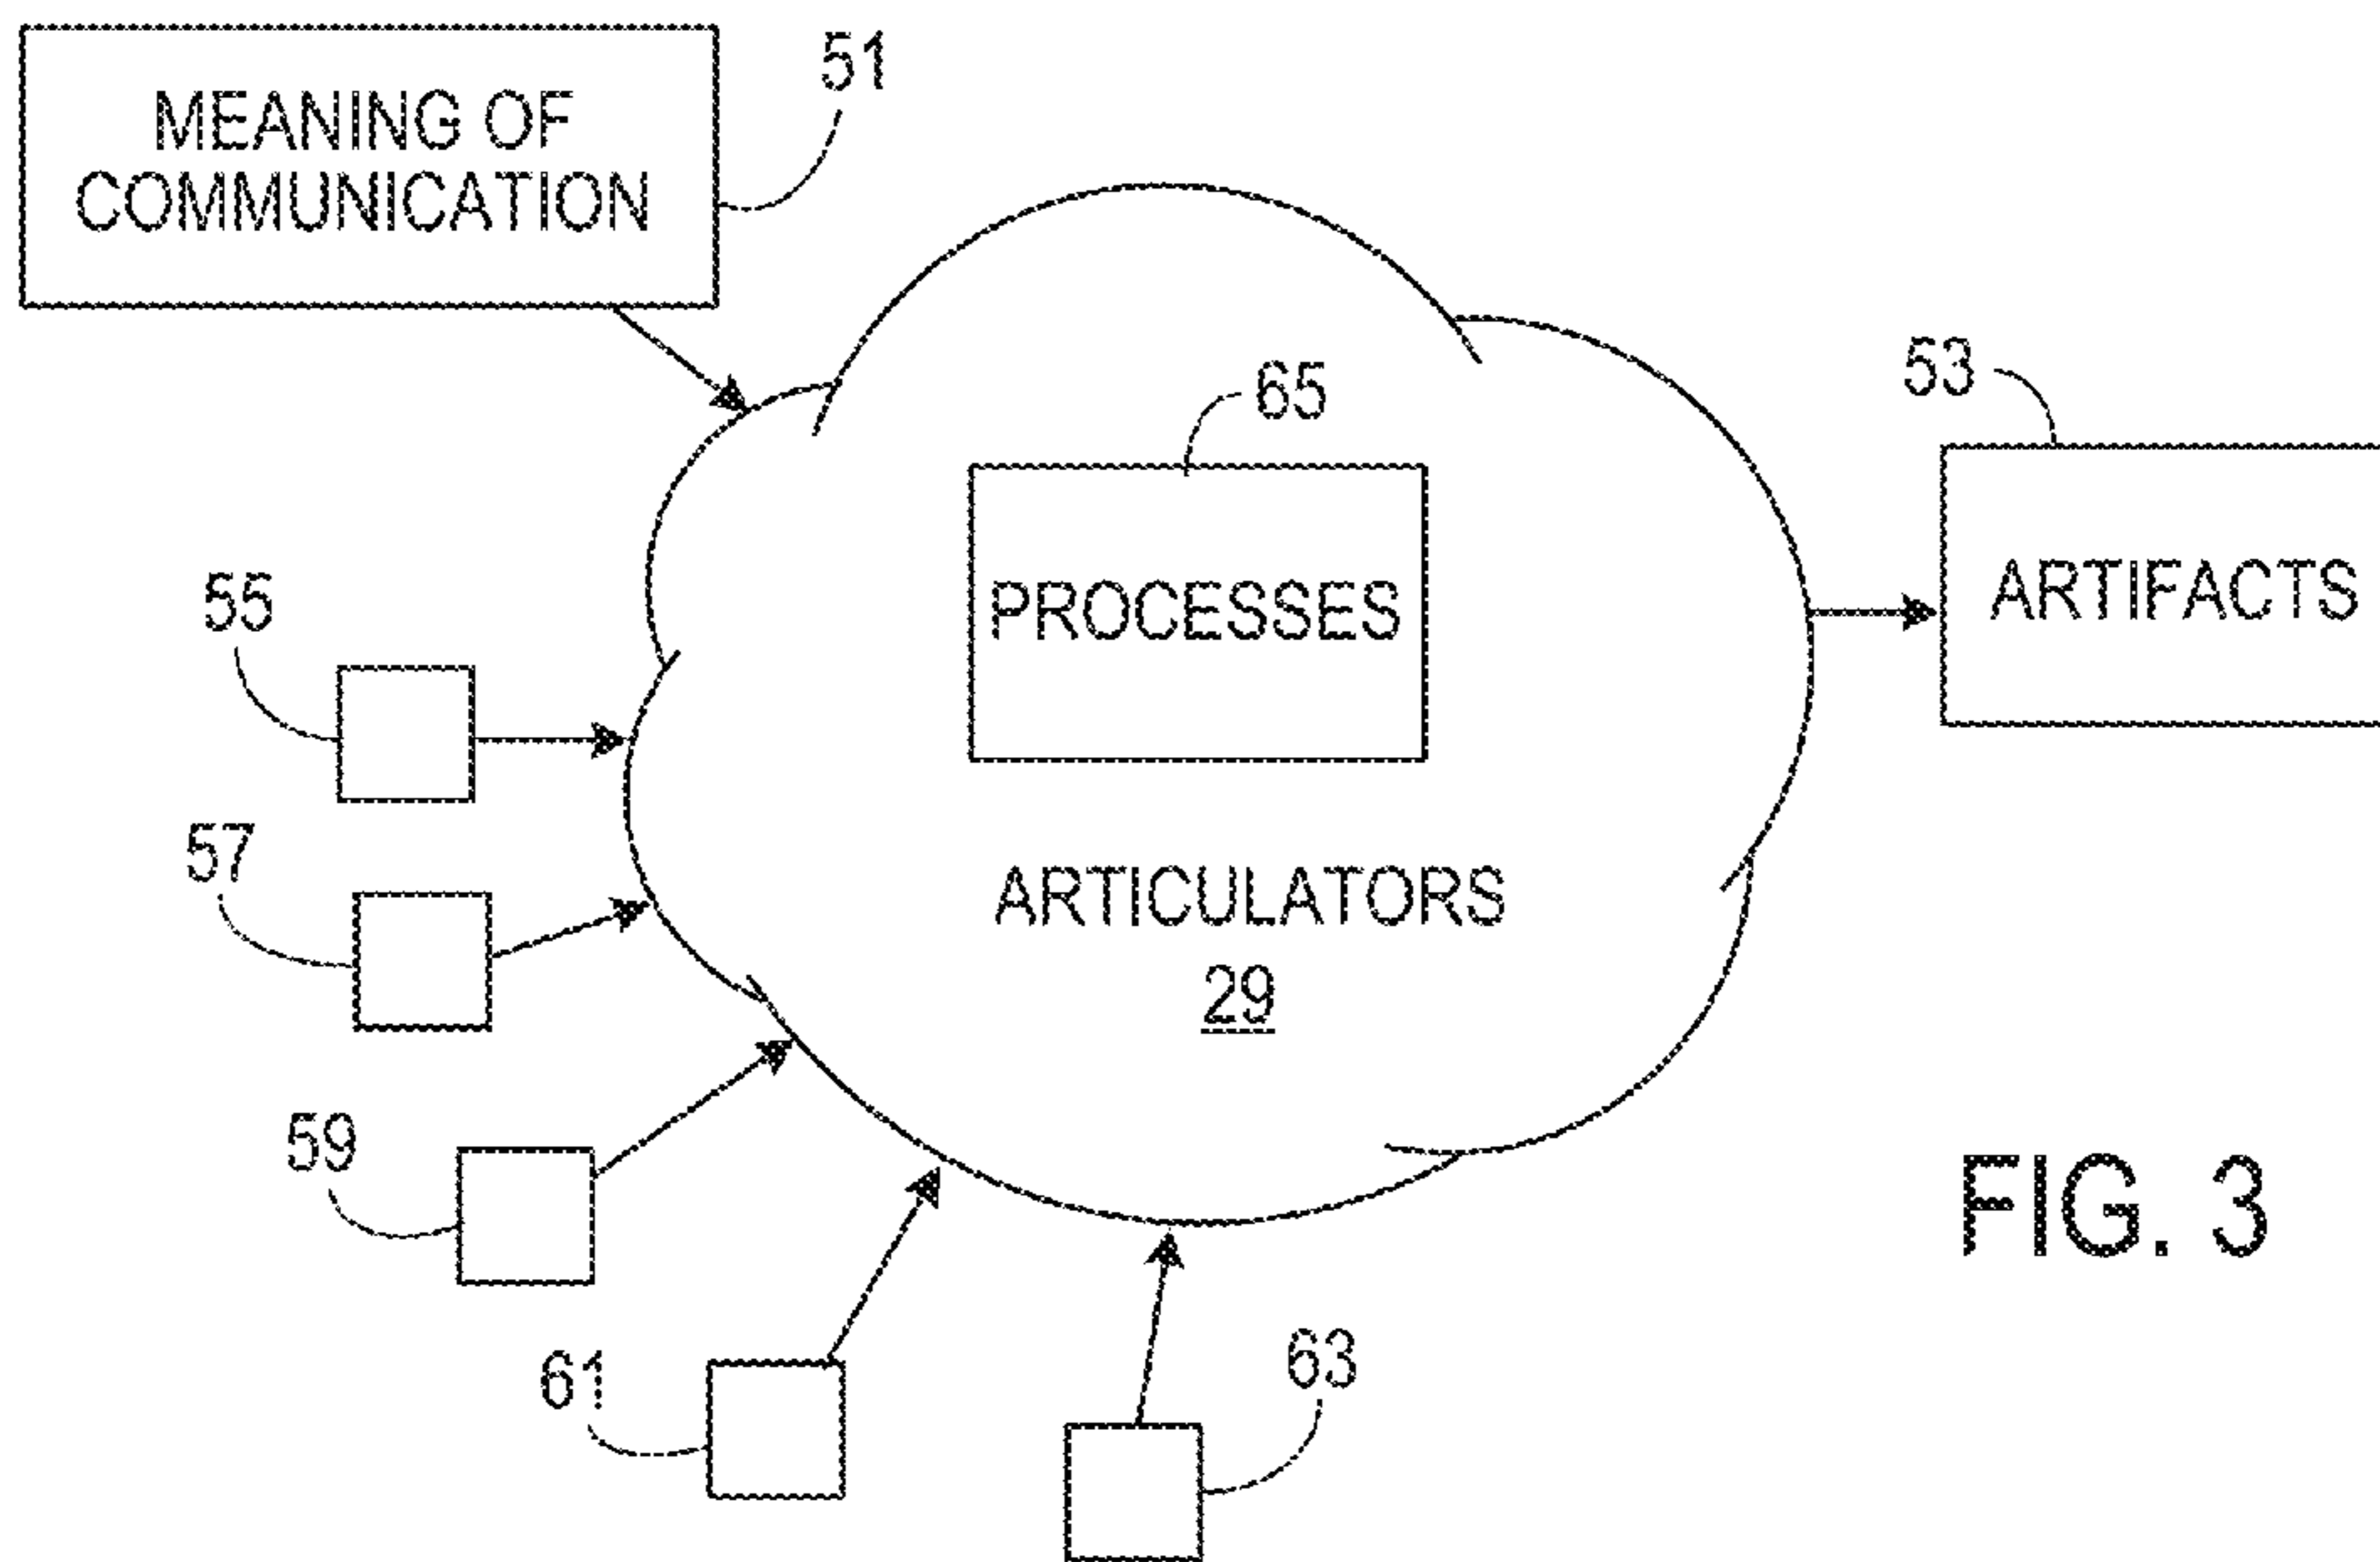 MEANING OF
COMMUNICATION
51
65
53
PROCESSES
ARTIFACTS
55
57
ARTICULATORS
29
59
61
63
FIG. 3